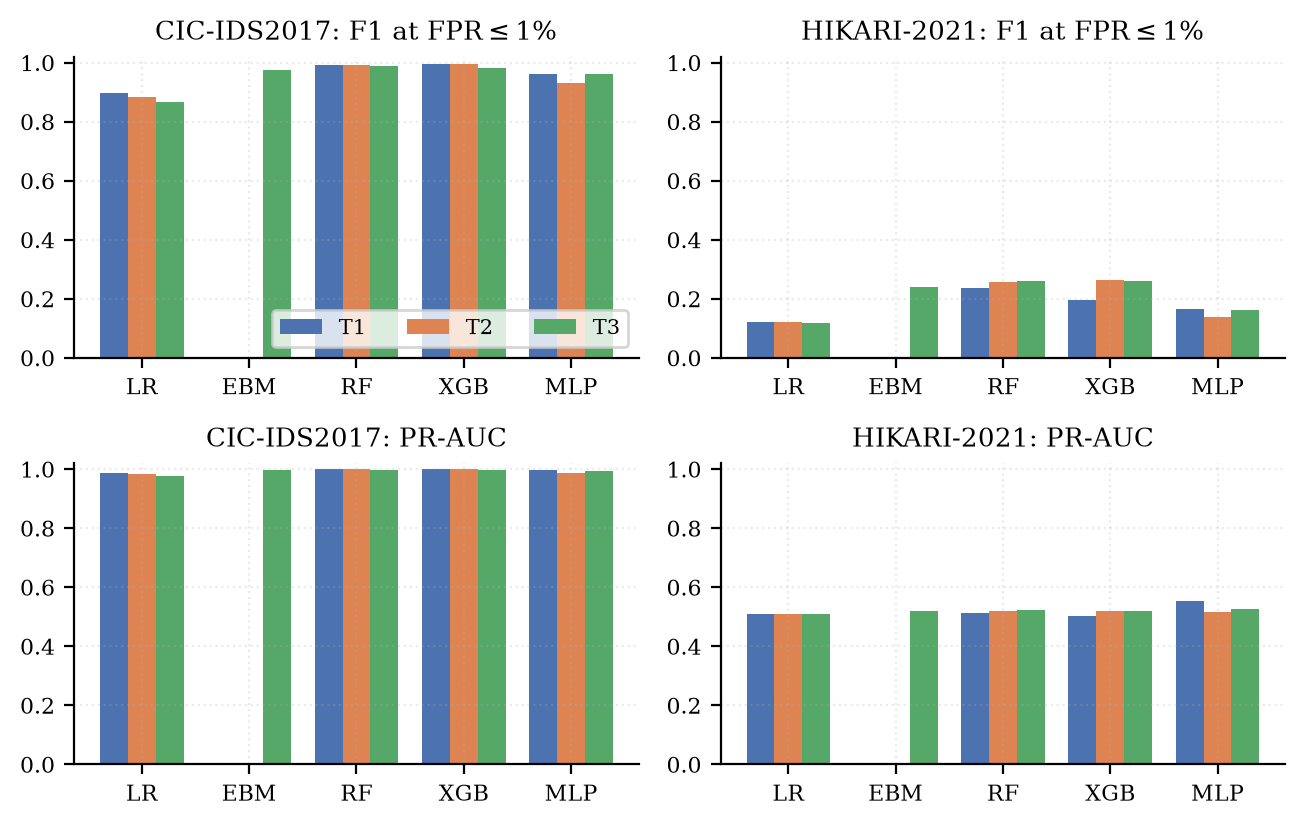 CIC-IDS2017: F1 at FPR ≤ 1%
1.0
0.8
0.6
0.4
0.2
0.0
T1 T2 T3
LR EBM RF XGB MLP
HIKARI-2021: F1 at FPR ≤ 1%
1.0
0.8
0.6
0.4
0.2
0.0
LR EBM RF XGB MLP
CIC-IDS2017: PR-AUC
1.0
0.8
0.6
0.4
0.2
0.0
LR EBM RF XGB MLP
HIKARI-2021: PR-AUC
1.0
0.8
0.6
0.4
0.2
0.0
LR EBM RF XGB MLP